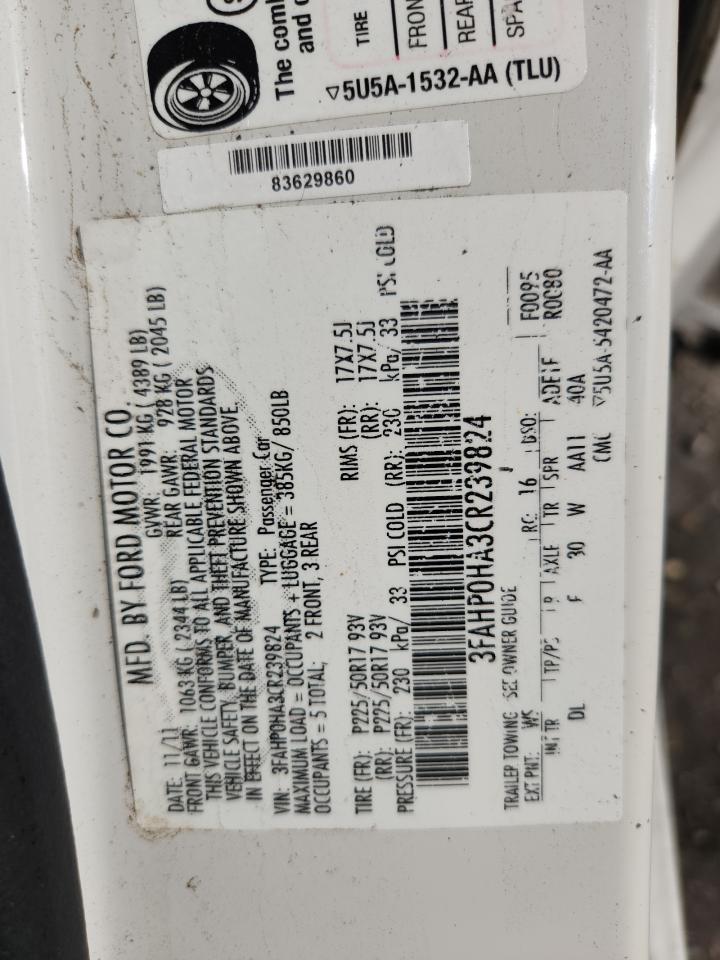 The comb
and c
TIRE
FRON
REAR
SPA
▽5U5A-1532-AA (TLU)
83629860
MFD. BY FORD MOTOR CO.
DATE: 11/11 GVWR: 1991 KG ( 4389 LB)
FRONT GAWR: 1063 KG ( 2344 LB) REAR GAWR: 928 KG ( 2045 LB)
THIS VEHICLE CONFORMS TO ALL APPLICABLE FEDERAL MOTOR
VEHICLE SAFETY, BUMPER, AND THEFT PREVENTION STANDARDS
IN EFFECT ON THE DATE OF MANUFACTURE SHOWN ABOVE.
VIN: 3FAHP0HA3CR239824 TYPE: Passenger Car
MAXIMUM LOAD = OCCUPANTS + LUGGAGE = 385KG/ 850LB
OCCUPANTS = 5 TOTAL; 2 FRONT, 3 REAR
TIRE (FR): P225/50R17 93V RIMS (FR): 17X7.5J
(RR): P225/50R17 93V (RR): 17X7.5J
PRESSURE (FR): 230 kPa/ 33 PSI COLD (RR): 230 kPa/ 33 PSI COLD
3FAHP0HA3CR239824
TRAILER TOWING - SEE OWNER GUIDE
EXT PNT: WS RC: 16 DSO: F0095
INT TR TP/PS R AXLE TR SPR R0080
DL F 30 W AA11 40A
CMC ▽5U5A-5420472-AA